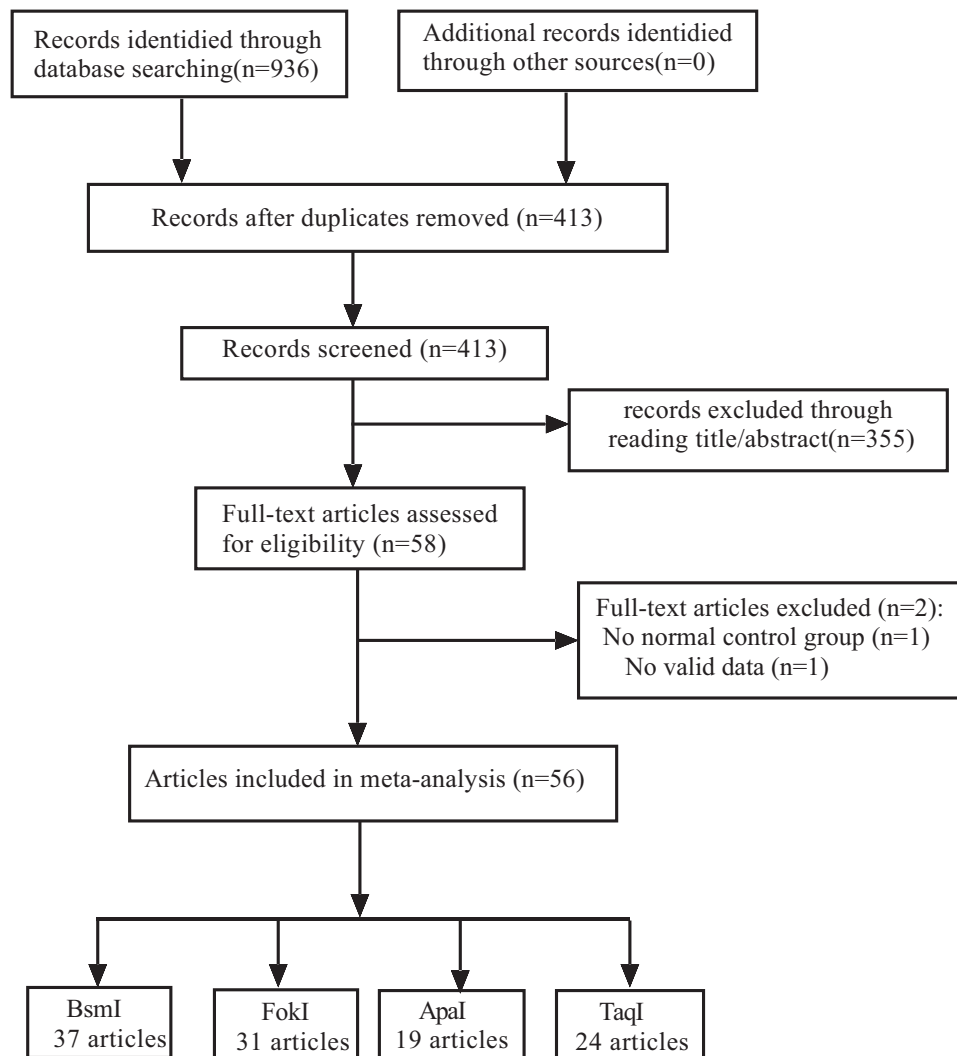 Records identidied through
database searching(n=936)
Additional records identidied
through other sources(n=0)
Records after duplicates removed (n=413)
Records screened (n=413)
records excluded through
reading title/abstract(n=355)
Full-text articles assessed
for eligibility (n=58)
Full-text articles excluded (n=2):
No normal control group (n=1)
No valid data (n=1)
Articles included in meta-analysis (n=56)
BsmI
37 articles
FokI
31 articles
ApaI
19 articles
TaqI
24 articles